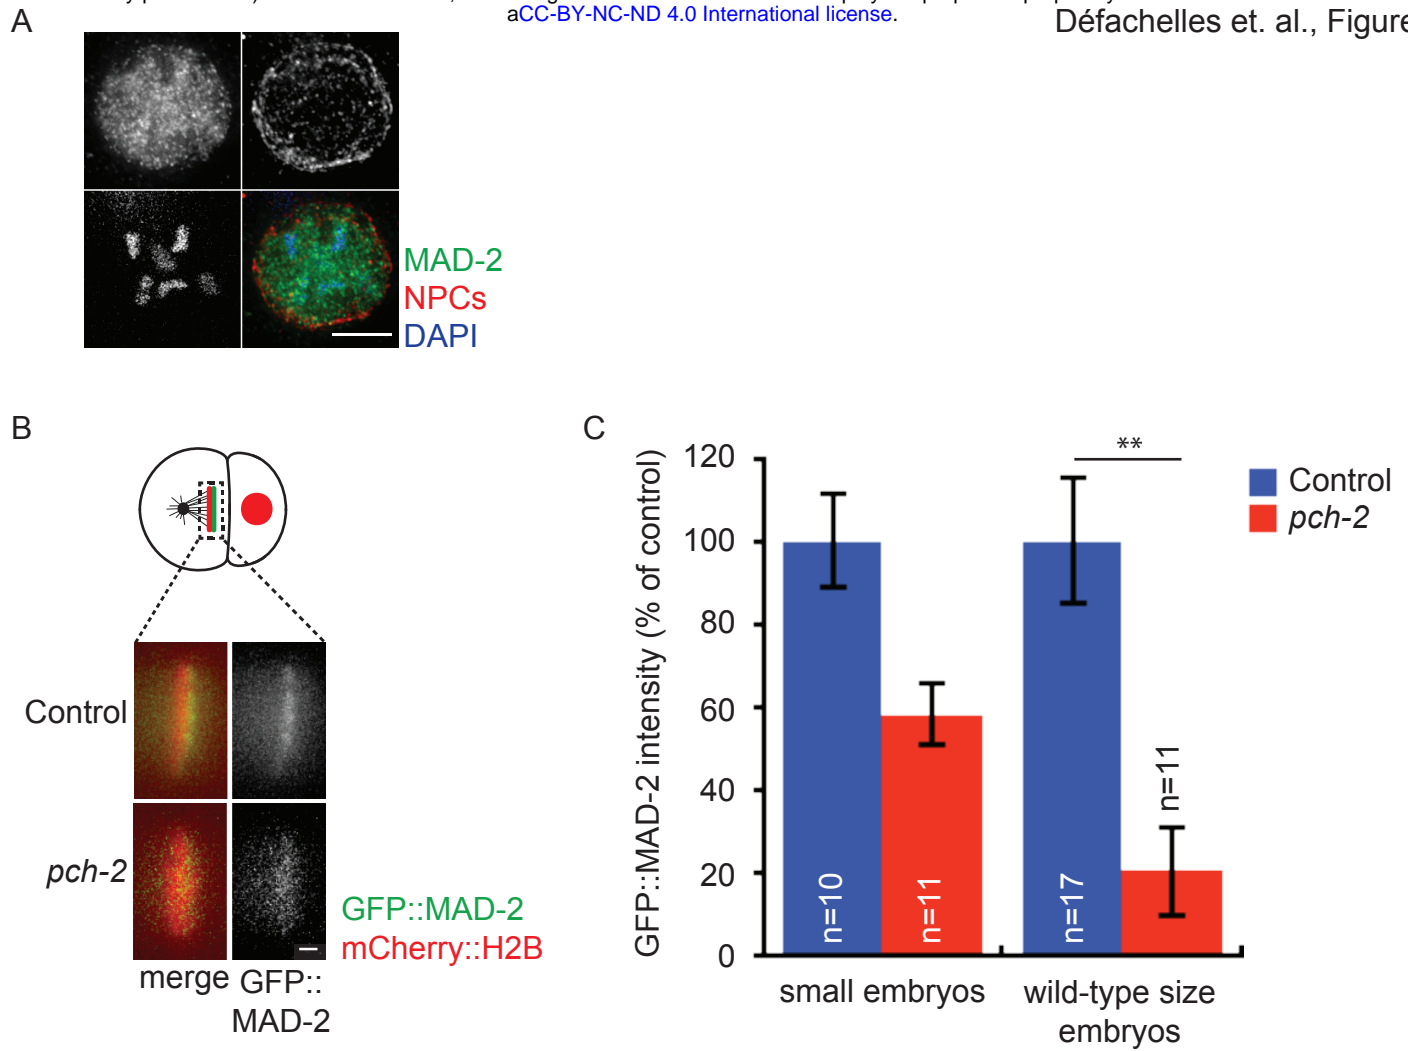 aCC-BY-NC-ND 4.0 International license.
Défachelles et. al., Figure
A
MAD-2
NPCs
DAPI
B
Control
pch-2
GFP::MAD-2
mCherry::H2B
merge
GFP::
MAD-2
C
GFP::MAD-2 intensity (% of control)
120
100
80
60
40
20
0
**
Control
pch-2
n=10
n=11
n=17
n=11
small embryos
wild-type size
embryos